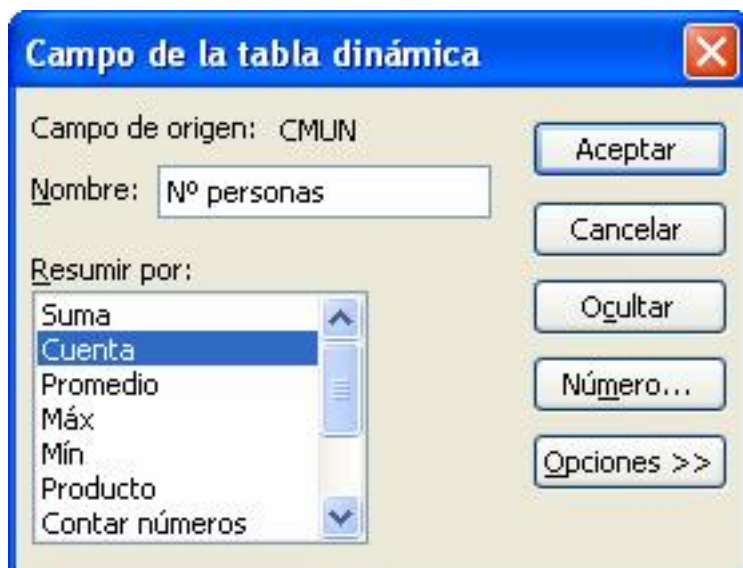 Campo de la tabla dinámica
Campo de origen: CMUN
Nombre: Nº personas
Resumir por:
Suma
Cuenta
Promedio
Máx
Mín
Producto
Contar números
Aceptar
Cancelar
Ocultar
Número...
Opciones >>